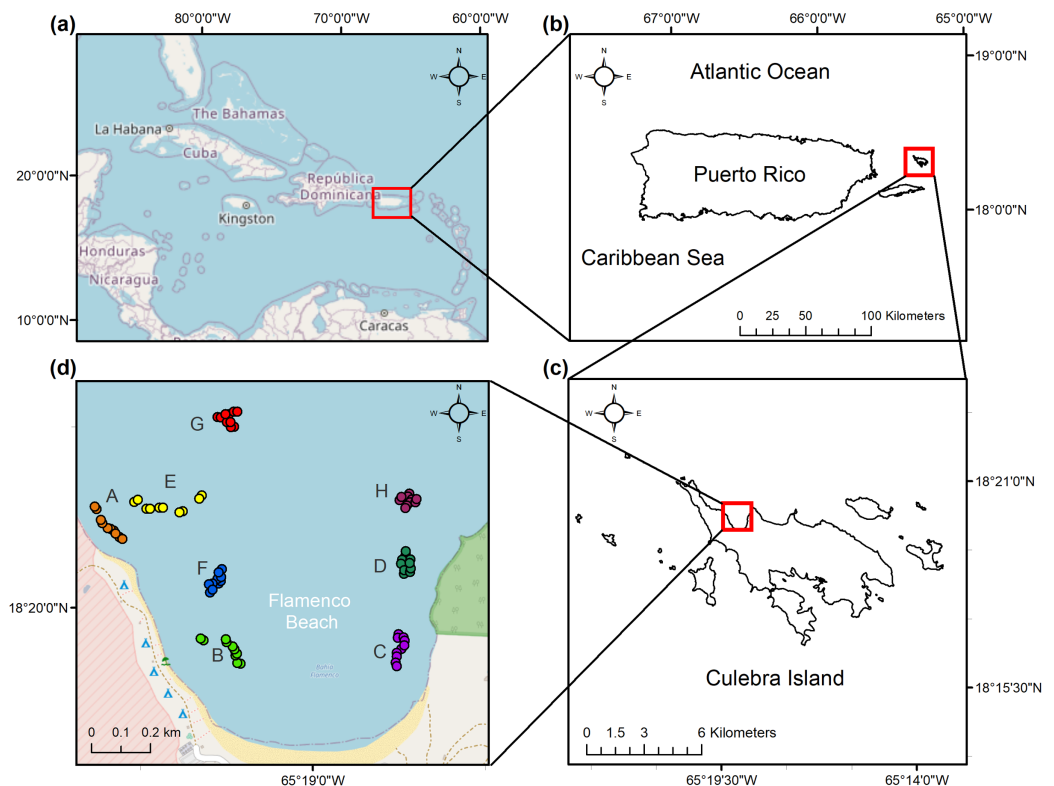 (a)
80°0'0"W
70°0'0"W
60°0'0"W
20°0'0"N
10°0'0"N
N
W
E
S
The Bahamas
La Habana
Cuba
República
Dominicana
Kingston
Honduras
Nicaragua
Caracas
(b)
67°0'0"W
66°0'0"W
65°0'0"W
19°0'0"N
18°0'0"N
N
W
E
S
Atlantic Ocean
Puerto Rico
Caribbean Sea
0 25 50 100 Kilometers
(d)
N
W
E
S
G
A
E
H
F
D
B
C
Flamenco
Beach
Bahía
Flamenco
18°20'0"N
0 0.1 0.2 km
65°19'0"W
(c)
N
W
E
S
18°21'0"N
18°15'30"N
Culebra Island
0 1.5 3 6 Kilometers
65°19'30"W
65°14'0"W